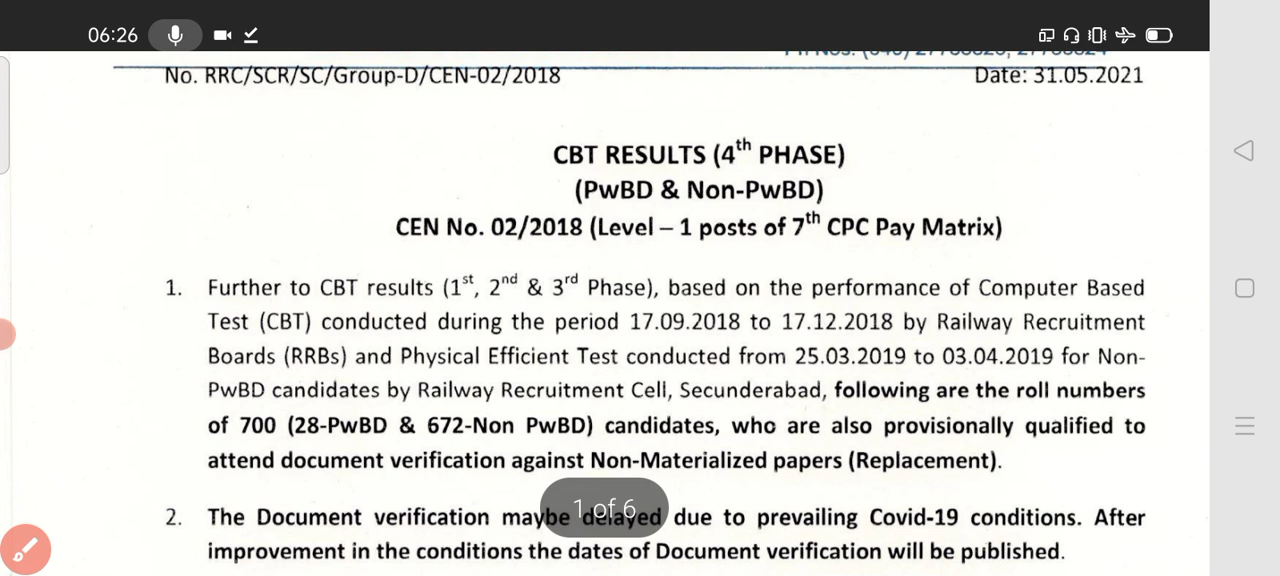 06:26
No. RRC/SCR/SC/Group-D/CEN-02/2018 Date: 31.05.2021
CBT RESULTS (4th PHASE)
(PwBD & Non-PwBD)
CEN No. 02/2018 (Level – 1 posts of 7th CPC Pay Matrix)
1. Further to CBT results (1st, 2nd & 3rd Phase), based on the performance of Computer Based
Test (CBT) conducted during the period 17.09.2018 to 17.12.2018 by Railway Recruitment
Boards (RRBs) and Physical Efficient Test conducted from 25.03.2019 to 03.04.2019 for Non-
PwBD candidates by Railway Recruitment Cell, Secunderabad, following are the roll numbers
of 700 (28-PwBD & 672-Non PwBD) candidates, who are also provisionally qualified to
attend document verification against Non-Materialized papers (Replacement).
1 of 6
2. The Document verification maybe delayed due to prevailing Covid-19 conditions. After
improvement in the conditions the dates of Document verification will be published.